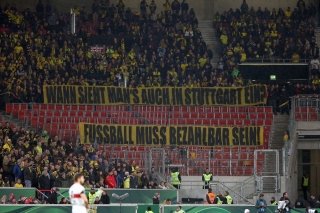 WANN SIEHT MAN'S AUCH IN STUTTGART EIN?
FUSSBALL MUSS BEZAHLBAR SEIN!